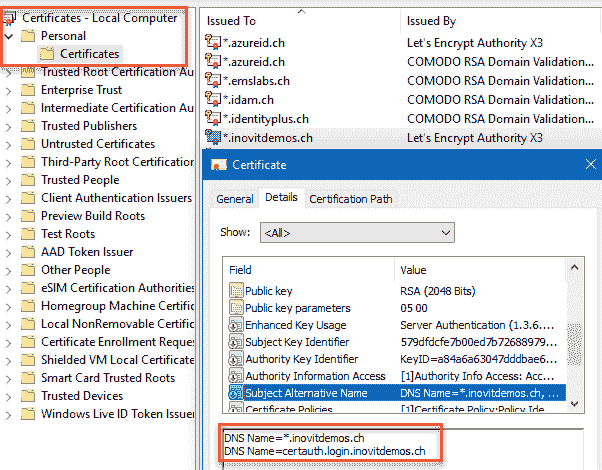 Certificates - Local Computer
Personal
Certificates
Trusted Root Certification Au
Enterprise Trust
Intermediate Certification Au
Trusted Publishers
Untrusted Certificates
Third-Party Root Certification
Trusted People
Client Authentication Issuers
Preview Build Roots
Test Roots
AAD Token Issuer
Other People
eSIM Certification Authorities
Homegroup Machine Certificat
Local NonRemovable Certificat
Certificate Enrollment Reques
Shielded VM Local Certificate
Smart Card Trusted Roots
Trusted Devices
Windows Live ID Token Issuer
Issued To Issued By
*.azureid.ch Let's Encrypt Authority X3
*.azureid.ch COMODO RSA Domain Validation...
*.emslabs.ch COMODO RSA Domain Validation...
*.idam.ch COMODO RSA Domain Validation...
*.identityplus.ch COMODO RSA Domain Validation...
*.inovitdemos.ch Let's Encrypt Authority X3
Certificate
General Details Certification Path
Show: <All>
Field Value
Public key RSA (2048 Bits)
Public key parameters 05 00
Enhanced Key Usage Server Authentication (1.3.6....
Subject Key Identifier 579dfdcfe7b00ed7b72688979...
Authority Key Identifier KeyID=a84a6a63047dddbae6...
Authority Information Access [1]Authority Info Access: Acc...
Subject Alternative Name DNS Name=*.inovitdemos.ch, ...
Certificate Policies [1]Certificate Policy:Policy Ide...
DNS Name=*.inovitdemos.ch
DNS Name=certauth.login.inovitdemos.ch